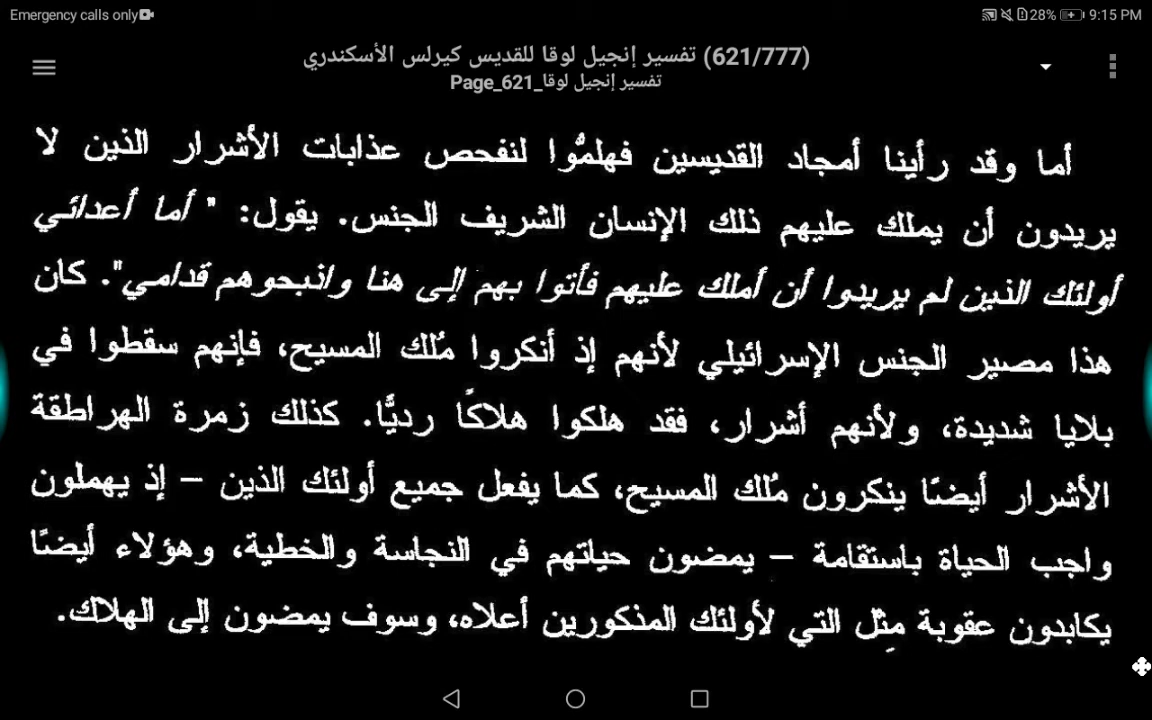 Emergency calls only
28% 9:15 PM
(621/777) تفسير إنجيل لوقا للقديس كيرلس الأسكندري
تفسير إنجيل لوقا_Page_621
أما وقد رأينا أمجاد القديسين فهلمُّوا لنفحص عذابات الأشرار الذين لا
يريدون أن يملك عليهم ذلك الإنسان الشريف الجنس. يقول: " أما أعدائي
أولئك الذين لم يريدوا أن أملك عليهم فأتوا بهم إلى هنا واذبحوهم قدامي". كان
هذا مصير الجنس الإسرائيلي لأنهم إذ أنكروا مُلك المسيح، فإنهم سقطوا في
بلايا شديدة، ولأنهم أشرار، فقد هلكوا هلاكًا رديًّا. كذلك زمرة الهراطقة
الأشرار أيضًا ينكرون مُلك المسيح، كما يفعل جميع أولئك الذين – إذ يهملون
واجب الحياة باستقامة – يمضون حياتهم في النجاسة والخطية، وهؤلاء أيضًا
يكابدون عقوبة مِثل التي لأولئك المذكورين أعلاه، وسوف يمضون إلى الهلاك.